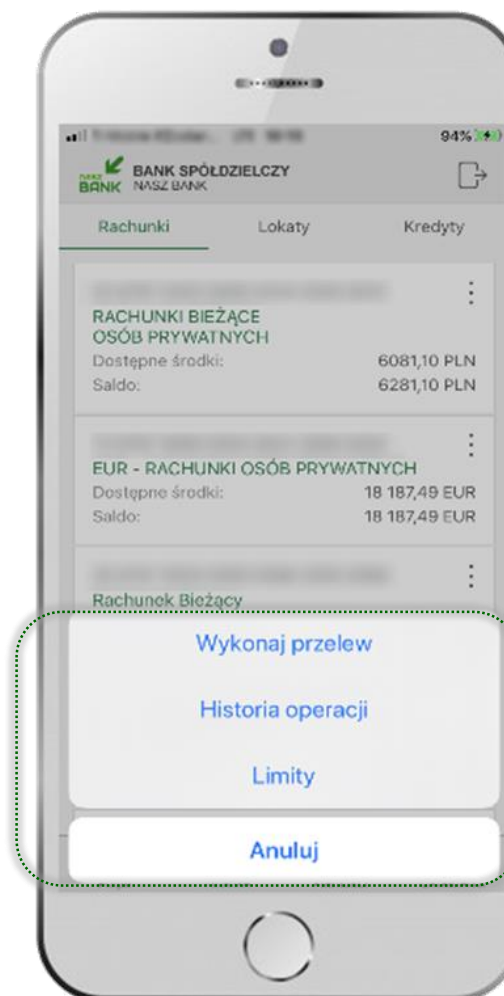 94%
nasz
BANK
BANK SPÓŁDZIELCZY
NASZ BANK
Rachunki Lokaty Kredyty
RACHUNKI BIEŻĄCE
OSÓB PRYWATNYCH
Dostępne środki: 6081,10 PLN
Saldo: 6281,10 PLN
EUR - RACHUNKI OSÓB PRYWATNYCH
Dostępne środki: 18 187,49 EUR
Saldo: 18 187,49 EUR
Rachunek Bieżący
Wykonaj przelew
Historia operacji
Limity
Anuluj